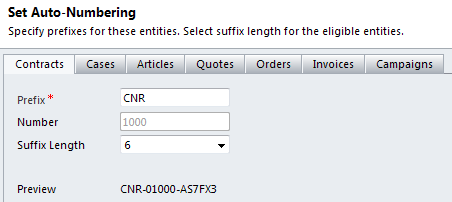 Set Auto-Numbering
Specify prefixes for these entities. Select suffix length for the eligible entities.
Contracts Cases Articles Quotes Orders Invoices Campaigns
Prefix * CNR
Number 1000
Suffix Length 6
Preview CNR-01000-AS7FX3